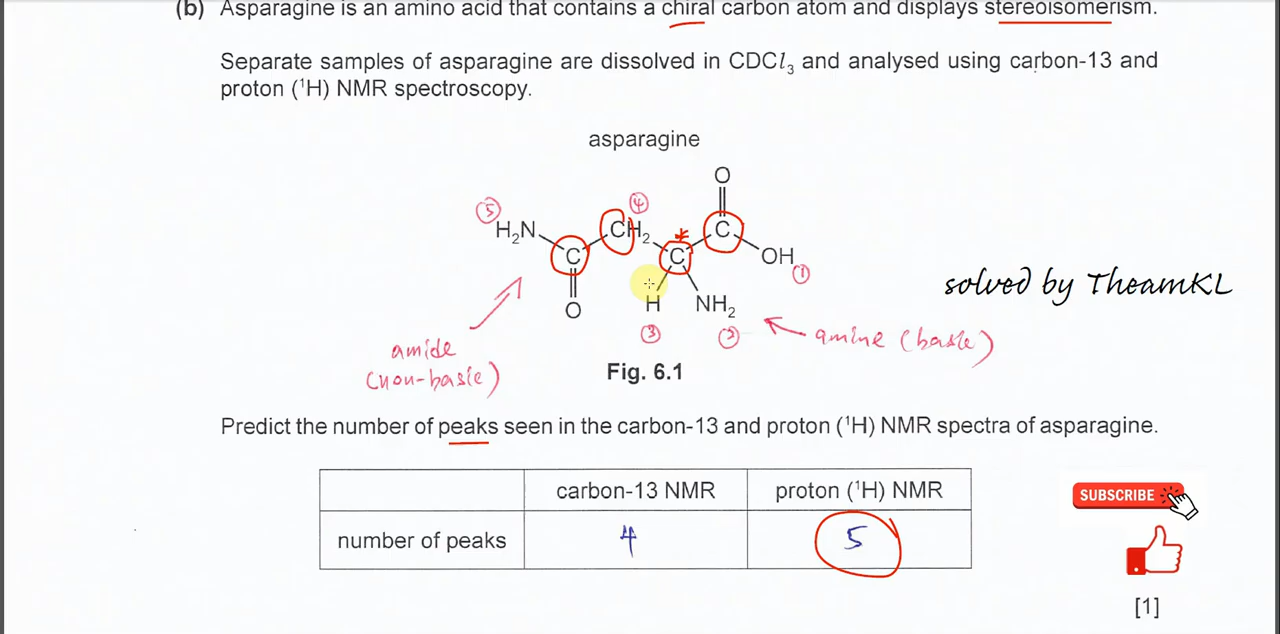 (b) Asparagine is an amino acid that contains a chiral carbon atom and displays stereoisomerism.
Separate samples of asparagine are dissolved in CDCl₃ and analysed using carbon-13 and
proton (¹H) NMR spectroscopy.
asparagine
O
⑤ ④
H₂N CH₂ * C
C C OH
①
O H NH₂
③ ②
solved by TheamKL
amide
(non-basic)
amine (basic)
Fig. 6.1
Predict the number of peaks seen in the carbon-13 and proton (¹H) NMR spectra of asparagine.
carbon-13 NMR proton (¹H) NMR
number of peaks 4 5
SUBSCRIBE
[1]